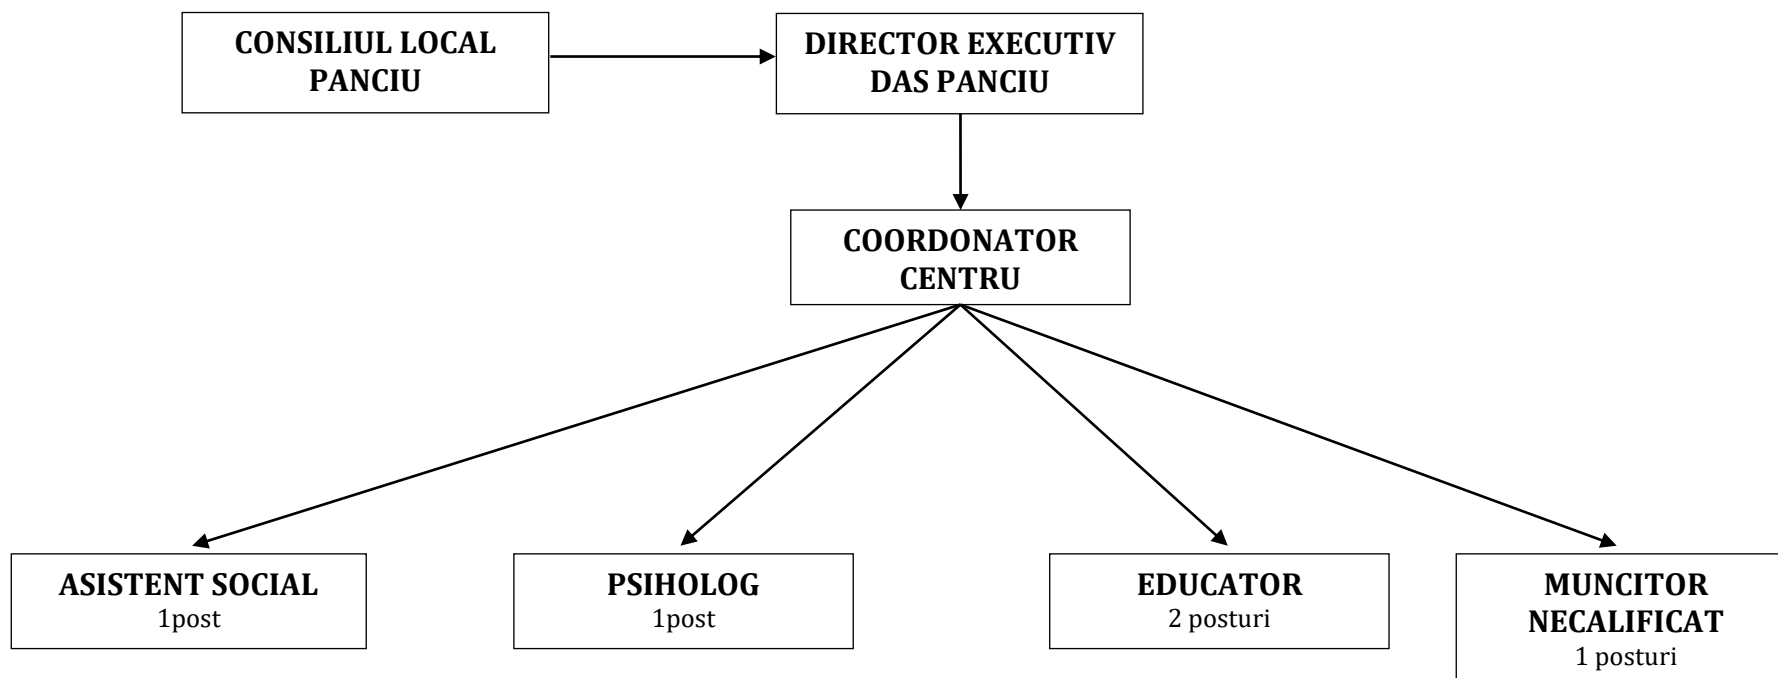 CONSILIUL LOCAL
PANCIU
DIRECTOR EXECUTIV
DAS PANCIU
COORDONATOR
CENTRU
ASISTENT SOCIAL
1post
PSIHOLOG
1post
EDUCATOR
2 posturi
MUNCITOR
NECALIFICAT
1 posturi